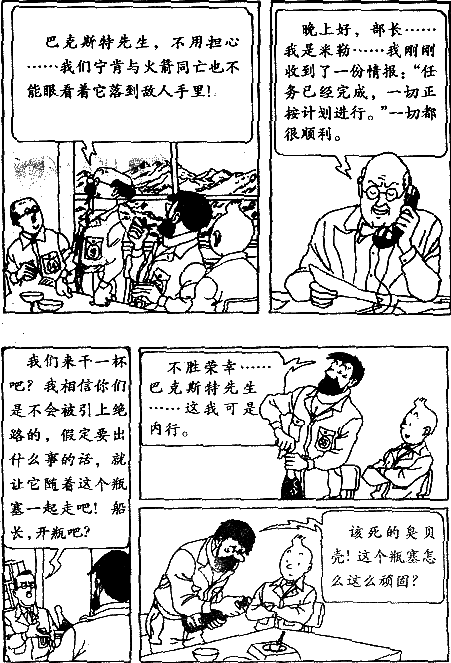 巴克斯特先生,不用担心
……我们宁肯与火箭同亡也不
能眼看着它落到敌人手里!
晚上好,部长……
我是米勒……我刚刚
收到了一份情报:“任
务已经完成,一切正
按计划进行。”一切都
很顺利。
我们来干一杯
吧?我相信你们
是不会被引上绝
路的,假定要出
什么事的话,就
让它随着这个瓶
塞一起走吧!船
长,开瓶吧?
不胜荣幸……
巴克斯特先生
……这我可是
内行。
该死的臭贝
壳!这个瓶塞怎
么这么顽固?